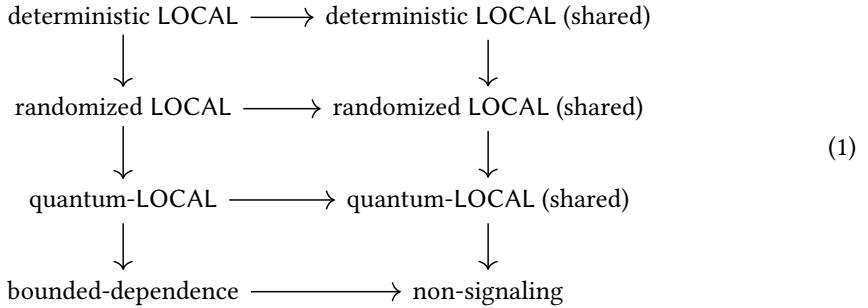 deterministic LOCAL deterministic LOCAL (shared)
randomized LOCAL randomized LOCAL (shared)
(1)
quantum-LOCAL quantum-LOCAL (shared)
bounded-dependence non-signaling